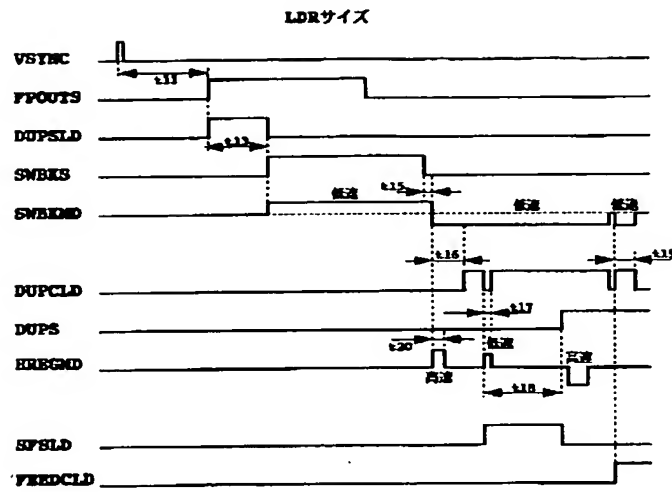 LDRサイズ
VSYNC
t11
FPOUTS
DUPSLD
t13
SWBKS
t15
SWBKMD
低速
低速
低速
t16
t19
DUPCLD
t17
DUPS
t20
低速
HREGMD
高速
高速
t18
SFSLD
FEEDCLD